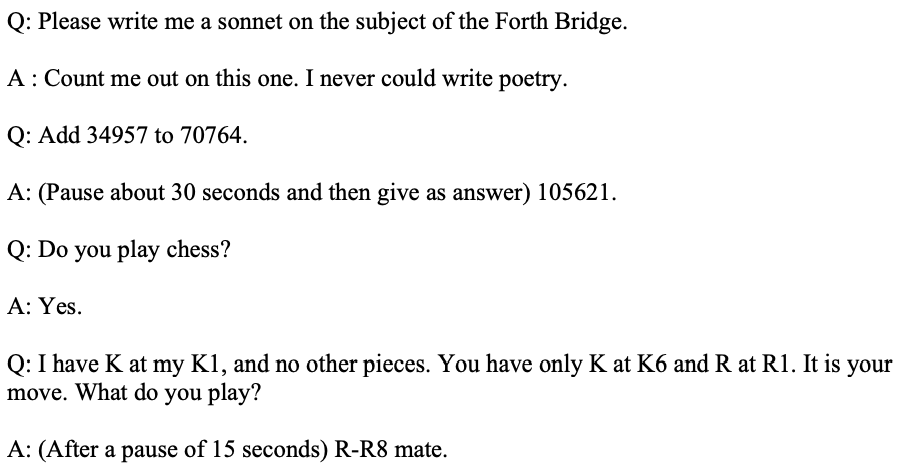 Q: Please write me a sonnet on the subject of the Forth Bridge.
A : Count me out on this one. I never could write poetry.
Q: Add 34957 to 70764.
A: (Pause about 30 seconds and then give as answer) 105621.
Q: Do you play chess?
A: Yes.
Q: I have K at my K1, and no other pieces. You have only K at K6 and R at R1. It is your
move. What do you play?
A: (After a pause of 15 seconds) R-R8 mate.